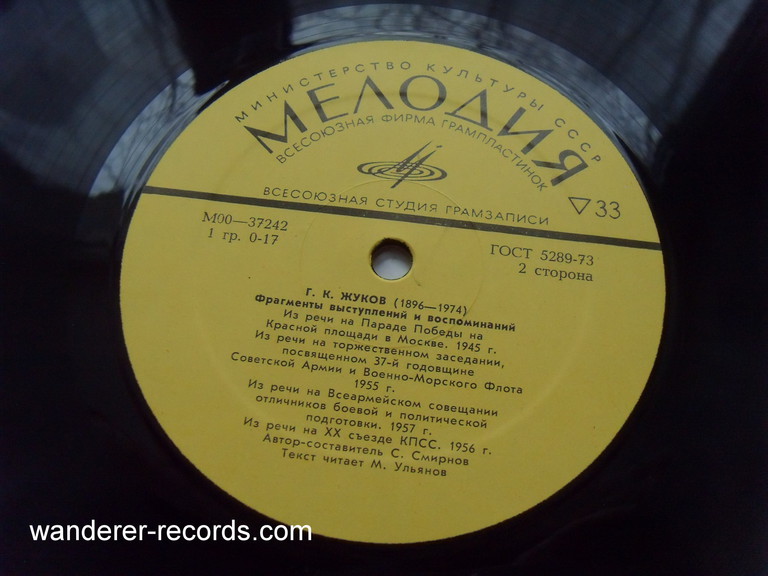 МИНИСТЕРСТВО КУЛЬТУРЫ СССР
МЕЛОДИЯ
ВСЕСОЮЗНАЯ ФИРМА ГРАМПЛАСТИНОК
ВСЕСОЮЗНАЯ СТУДИЯ ГРАМЗАПИСИ
33
М00—37242
1 гр. 0-17
ГОСТ 5289-73
2 сторона
Г. К. ЖУКОВ (1896—1974)
Фрагменты выступлений и воспоминаний
Из речи на Параде Победы на
Красной площади в Москве. 1945 г.
Из речи на торжественном заседании,
посвященном 37-й годовщине
Советской Армии и Военно-Морского Флота
1955 г.
Из речи на Всеармейском совещании
отличников боевой и политической
подготовки. 1957 г.
Из речи на XX съезде КПСС. 1956 г.
Автор-составитель С. Смирнов
Текст читает М. Ульянов
wanderer-records.com